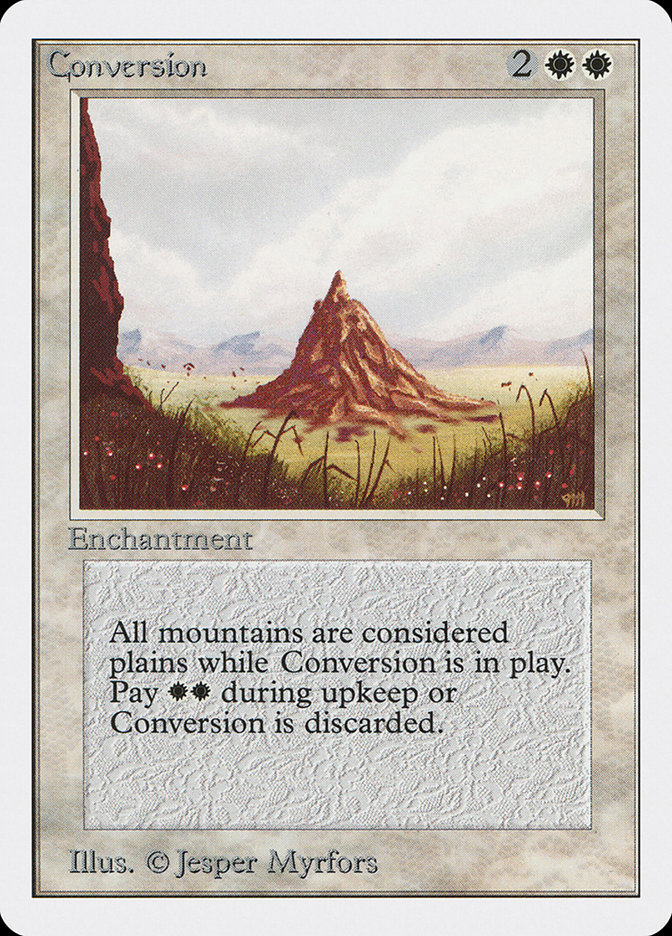 Conversion 2
Enchantment
All mountains are considered
plains while Conversion is in play.
Pay during upkeep or
Conversion is discarded.
Illus. © Jesper Myrfors